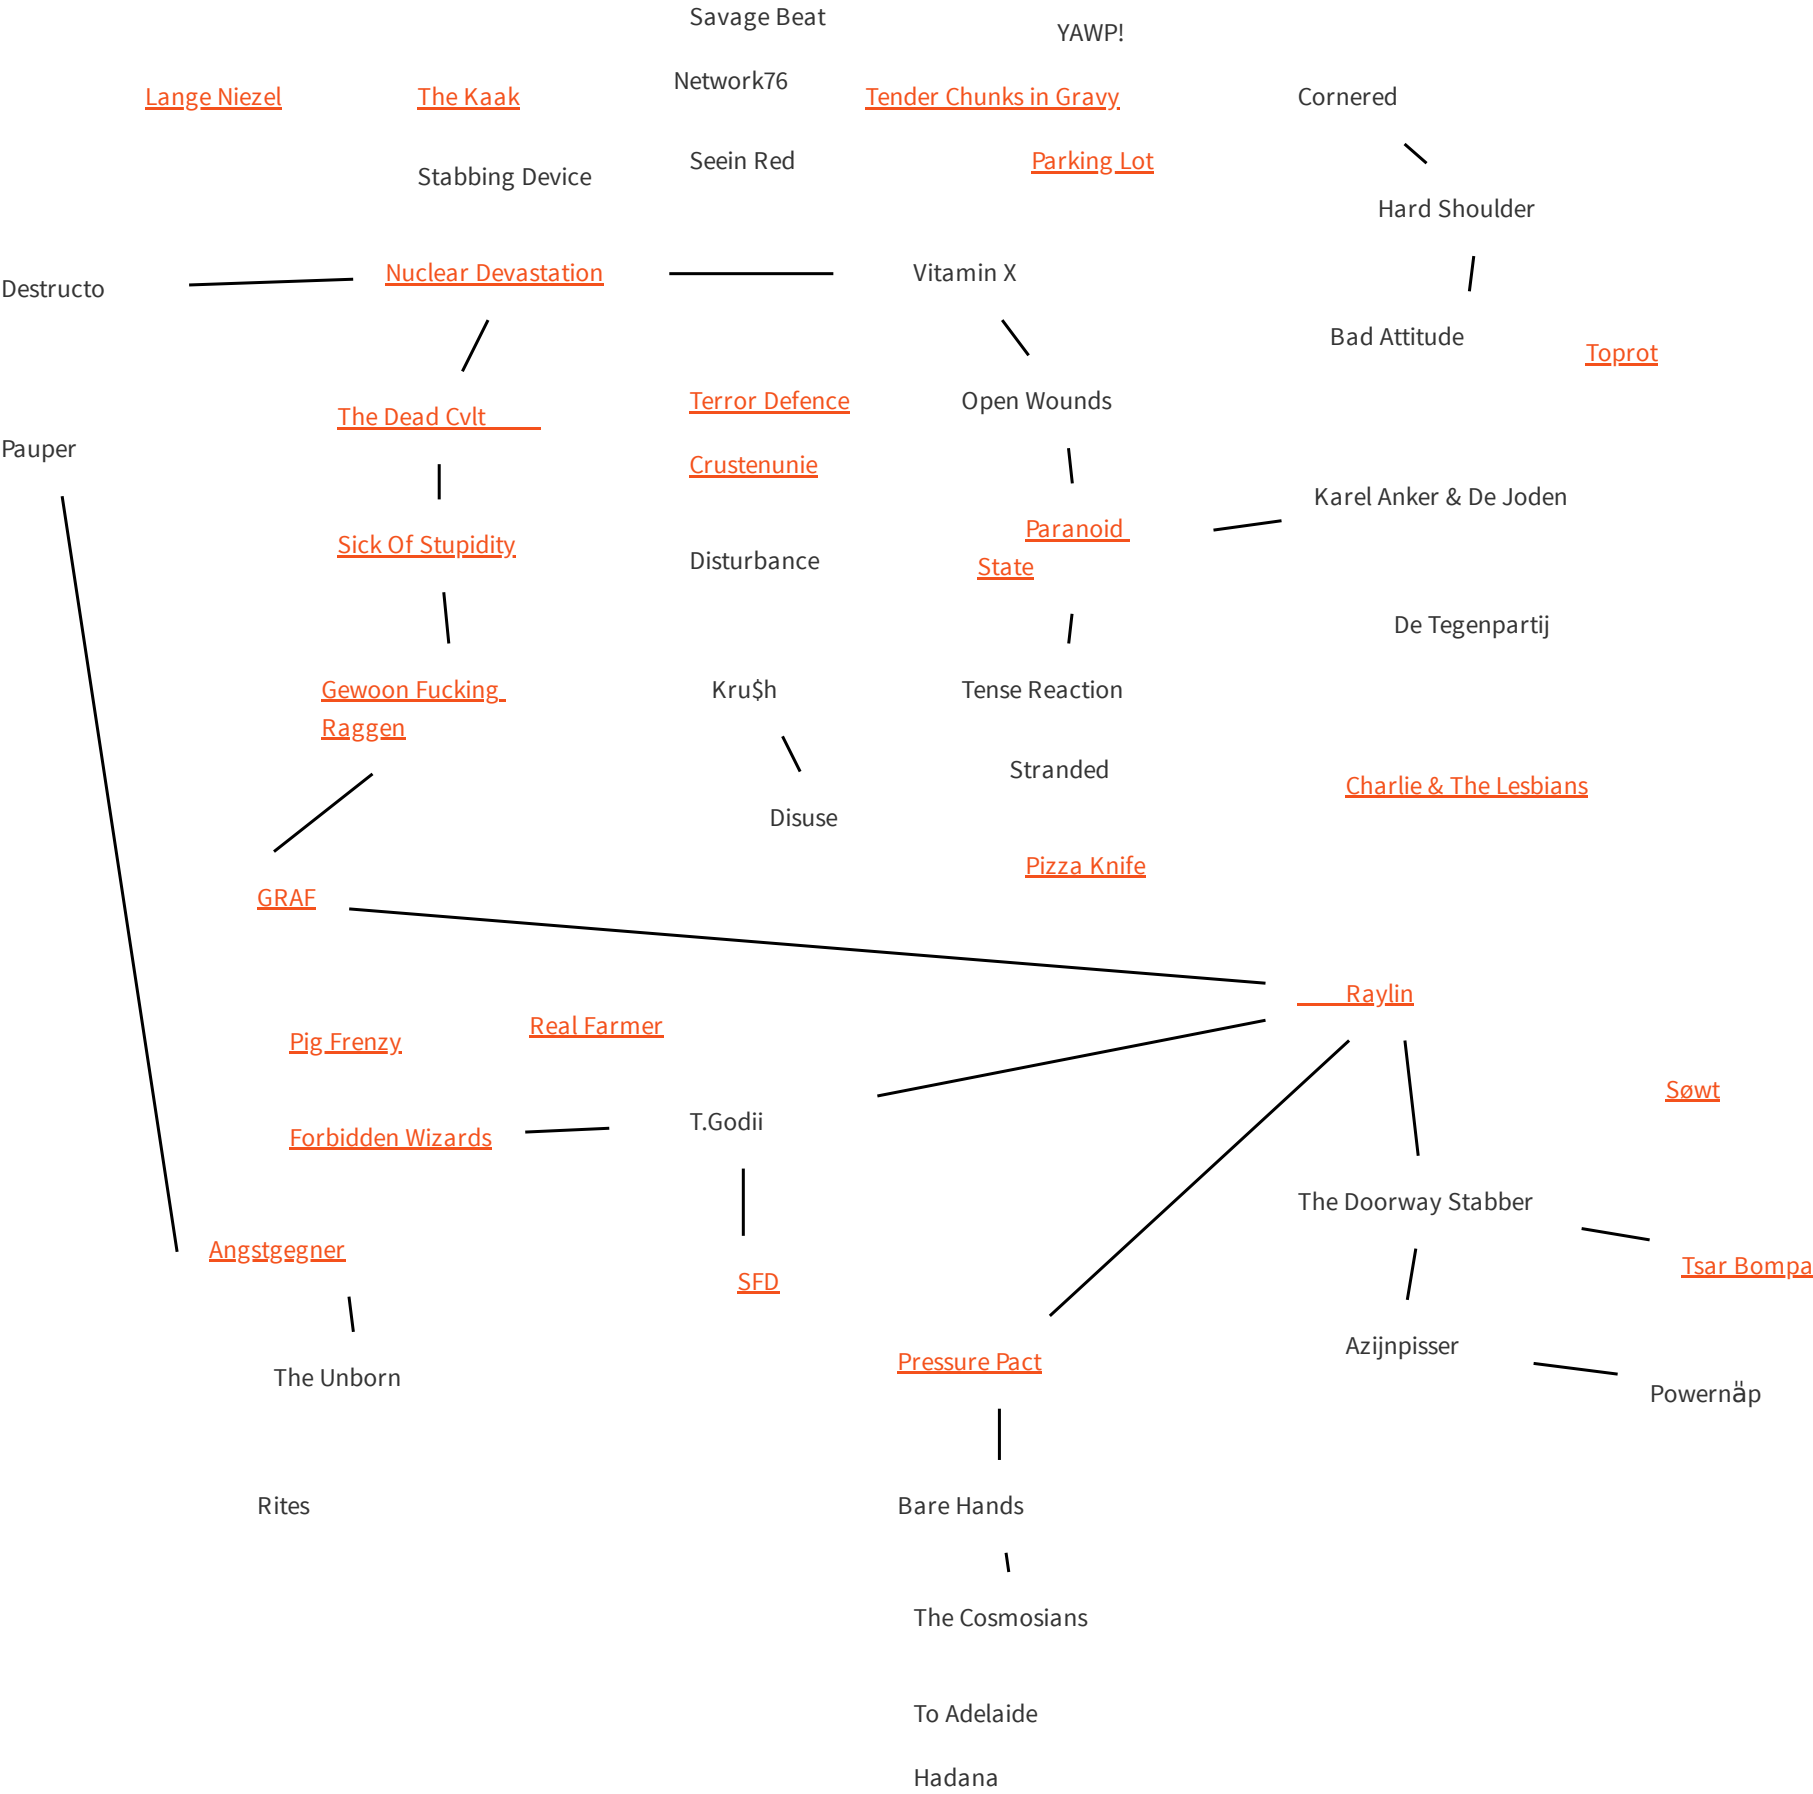 Savage Beat
YAWP!
Network76
Lange Niezel
The Kaak
Tender Chunks in Gravy
Cornered
Seein Red
Parking Lot
Stabbing Device
Hard Shoulder
Destructo
Nuclear Devastation
Vitamin X
Bad Attitude
Toprot
Terror Defence
Open Wounds
The Dead Cvlt
Pauper
Crustenunie
Karel Anker & De Joden
Paranoid
State
Sick Of Stupidity
Disturbance
De Tegenpartij
Gewoon Fucking
Raggen
Kru$h
Tense Reaction
Stranded
Charlie & The Lesbians
Disuse
Pizza Knife
GRAF
Raylin
Real Farmer
Pig Frenzy
Søwt
T.Godii
Forbidden Wizards
The Doorway Stabber
Angstgegner
Tsar Bompa
SFD
Azijnpisser
Pressure Pact
The Unborn
Powernä̈p
Rites
Bare Hands
The Cosmosians
To Adelaide
Hadana